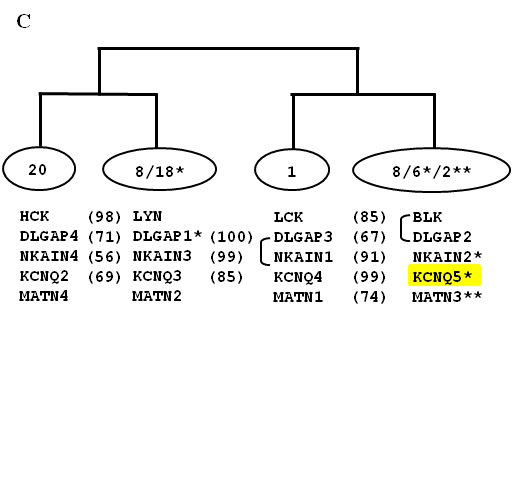 C
20 8/18* 1 8/6*/2**
HCK (98) LYN LCK (85) BLK
DLGAP4 (71) DLGAP1* (100) DLGAP3 (67) DLGAP2
NKAIN4 (56) NKAIN3 (99) NKAIN1 (91) NKAIN2*
KCNQ2 (69) KCNQ3 (85) KCNQ4 (99) KCNQ5*
MATN4 MATN2 MATN1 (74) MATN3**